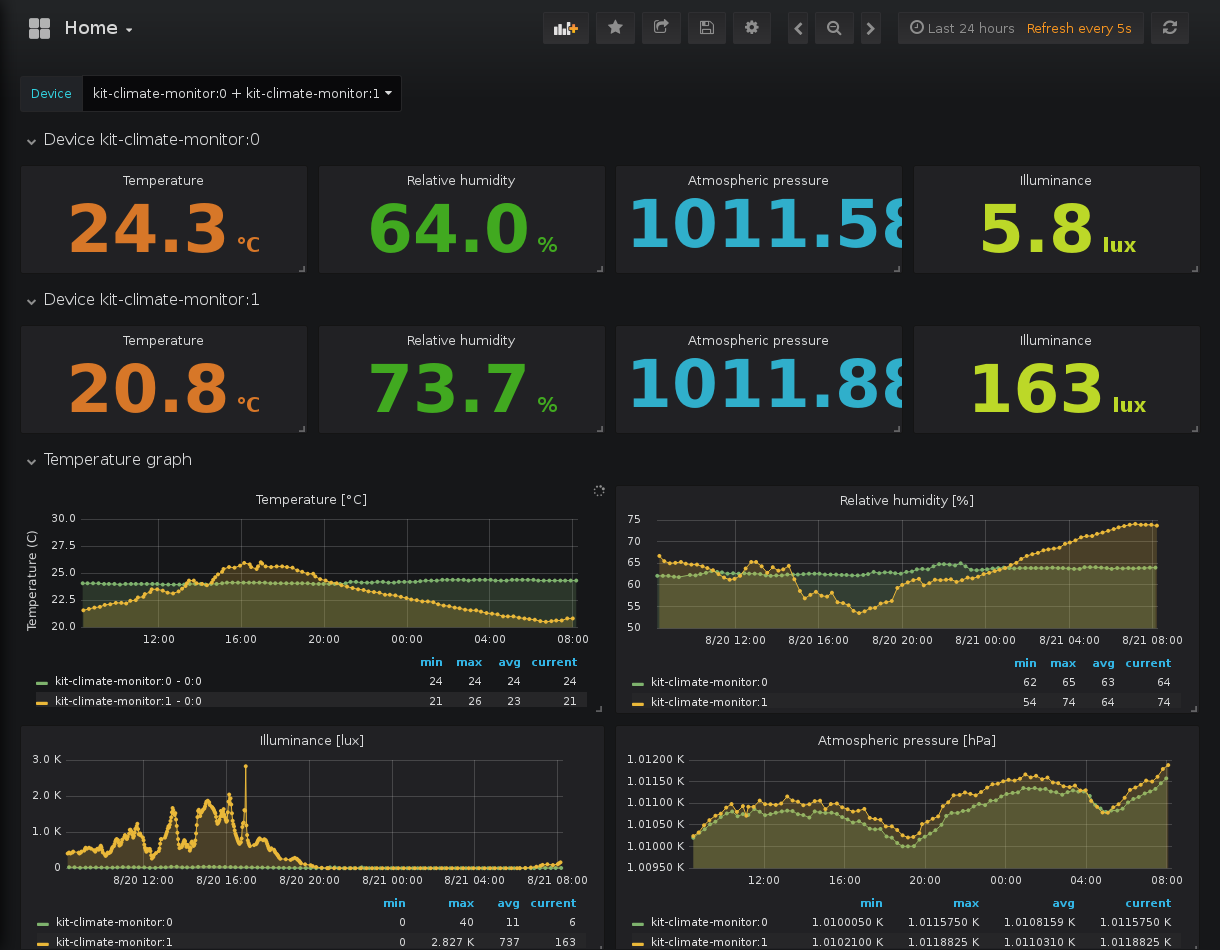 Home
Last 24 hours Refresh every 5s
Device kit-climate-monitor:0 + kit-climate-monitor:1
Device kit-climate-monitor:0
Temperature Relative humidity Atmospheric pressure Illuminance
24.3 °C 64.0 % 1011.58 5.8 lux
Device kit-climate-monitor:1
Temperature Relative humidity Atmospheric pressure Illuminance
20.8 °C 73.7 % 1011.88 163 lux
Temperature graph
Temperature [°C]
Temperature (C)
30.0
27.5
25.0
22.5
20.0
12:00 16:00 20:00 00:00 04:00 08:00
min max avg current
kit-climate-monitor:0 - 0:0 24 24 24 24
kit-climate-monitor:1 - 0:0 21 26 23 21
Relative humidity [%]
75
70
65
60
55
50
8/20 12:00 8/20 16:00 8/20 20:00 8/21 00:00 8/21 04:00 8/21 08:00
min max avg current
kit-climate-monitor:0 62 65 63 64
kit-climate-monitor:1 54 74 64 74
Illuminance [lux]
3.0 K
2.0 K
1.0 K
0
8/20 12:00 8/20 16:00 8/20 20:00 8/21 00:00 8/21 04:00 8/21 08:00
min max avg current
kit-climate-monitor:0 0 40 11 6
kit-climate-monitor:1 0 2.827 K 737 163
Atmospheric pressure [hPa]
1.01200 K
1.01150 K
1.01100 K
1.01050 K
1.01000 K
1.00950 K
12:00 16:00 20:00 00:00 04:00 08:00
min max avg current
kit-climate-monitor:0 1.0100050 K 1.0115750 K 1.0108159 K 1.0115750 K
kit-climate-monitor:1 1.0102100 K 1.0118825 K 1.0110310 K 1.0118825 K